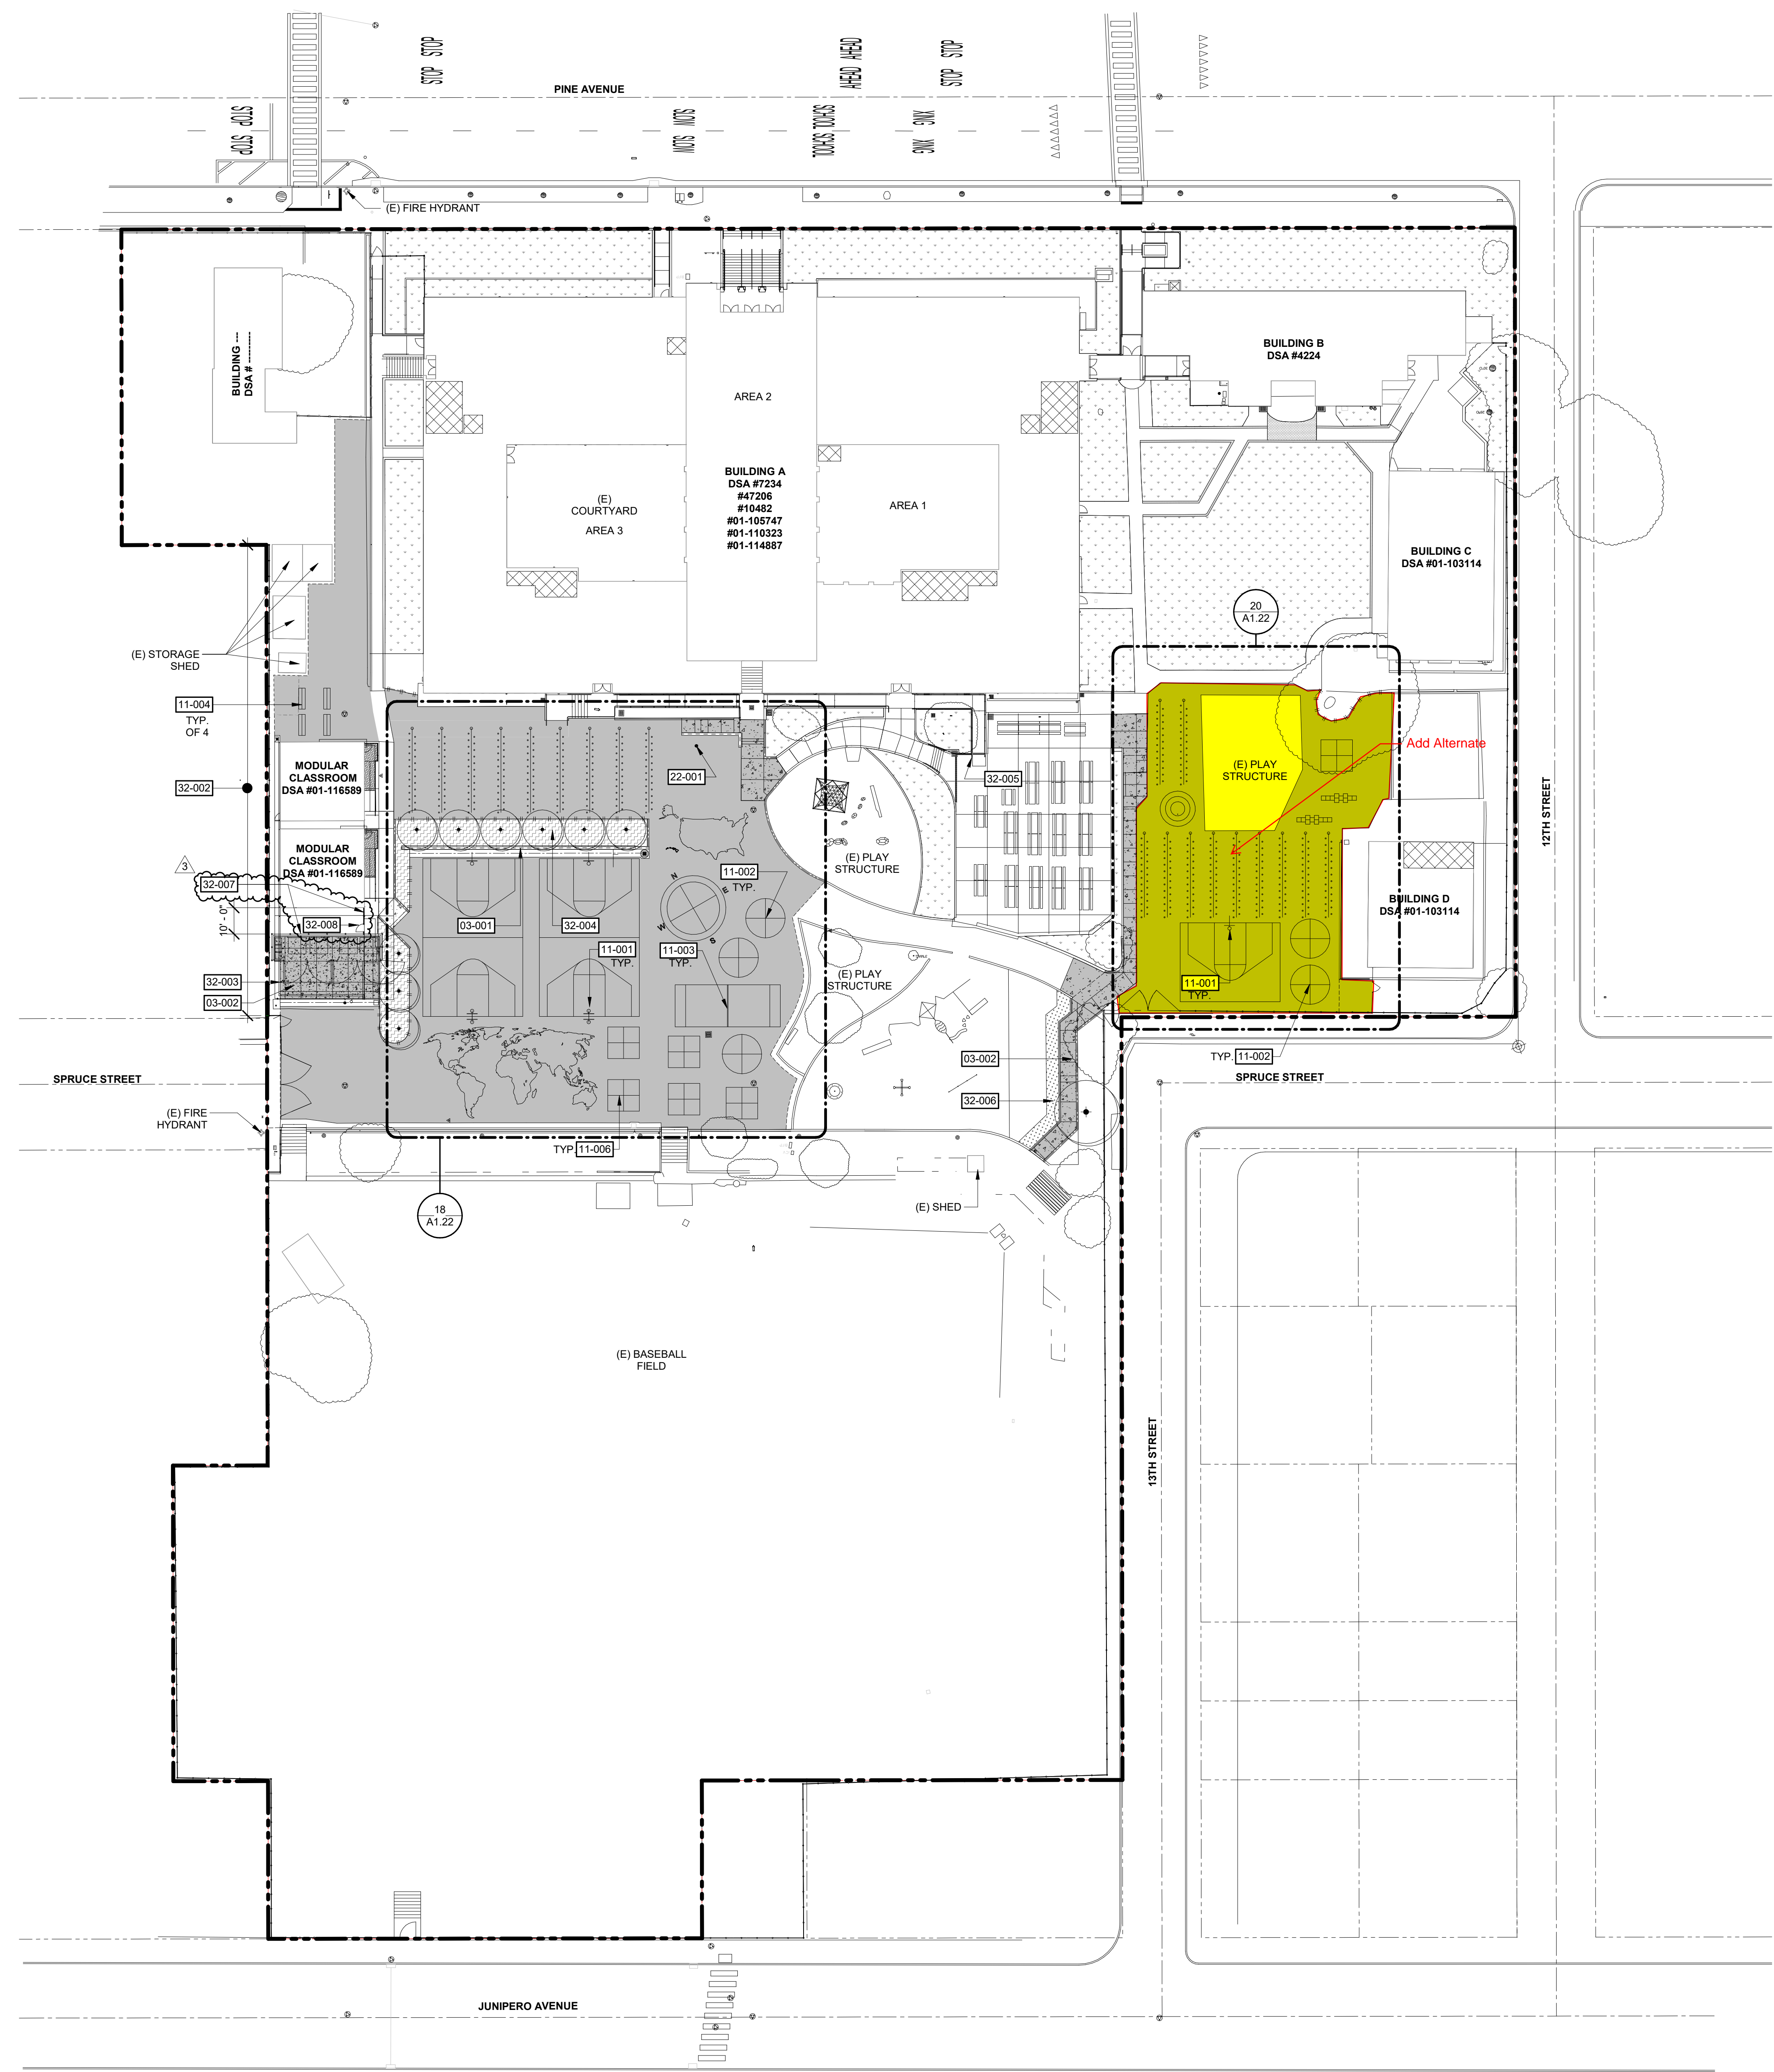 STOP STOP
AHEAD AHEAD
STOP STOP
PINE AVENUE
STOP STOP
SLOW SLOW
SCHOOL SCHOOL
XING XING
(E) FIRE HYDRANT
BUILDING ---
DSA # --------
BUILDING B
DSA #4224
AREA 2
BUILDING A
DSA #7234
#47206
#10482
#01-105747
#01-110323
#01-114887
(E)
COURTYARD
AREA 3
AREA 1
BUILDING C
DSA #01-103114
20
A1.22
(E) STORAGE
SHED
11-004
TYP.
OF 4
32-002
MODULAR
CLASSROOM
DSA #01-116589
MODULAR
CLASSROOM
DSA #01-116589
22-001
32-005
(E) PLAY
STRUCTURE
Add Alternate
12TH STREET
3
32-007
32-008
10' - 0"
32-003
03-002
03-001
32-004
11-001
TYP.
N
E
W
S
11-002
TYP.
11-003
TYP.
(E) PLAY
STRUCTURE
(E) PLAY
STRUCTURE
BUILDING D
DSA #01-103114
11-001
TYP.
TYP. 11-002
SPRUCE STREET
03-002
32-006
SPRUCE STREET
(E) FIRE
HYDRANT
TYP. 11-006
18
A1.22
(E) SHED
(E) BASEBALL
FIELD
13TH STREET
JUNIPERO AVENUE